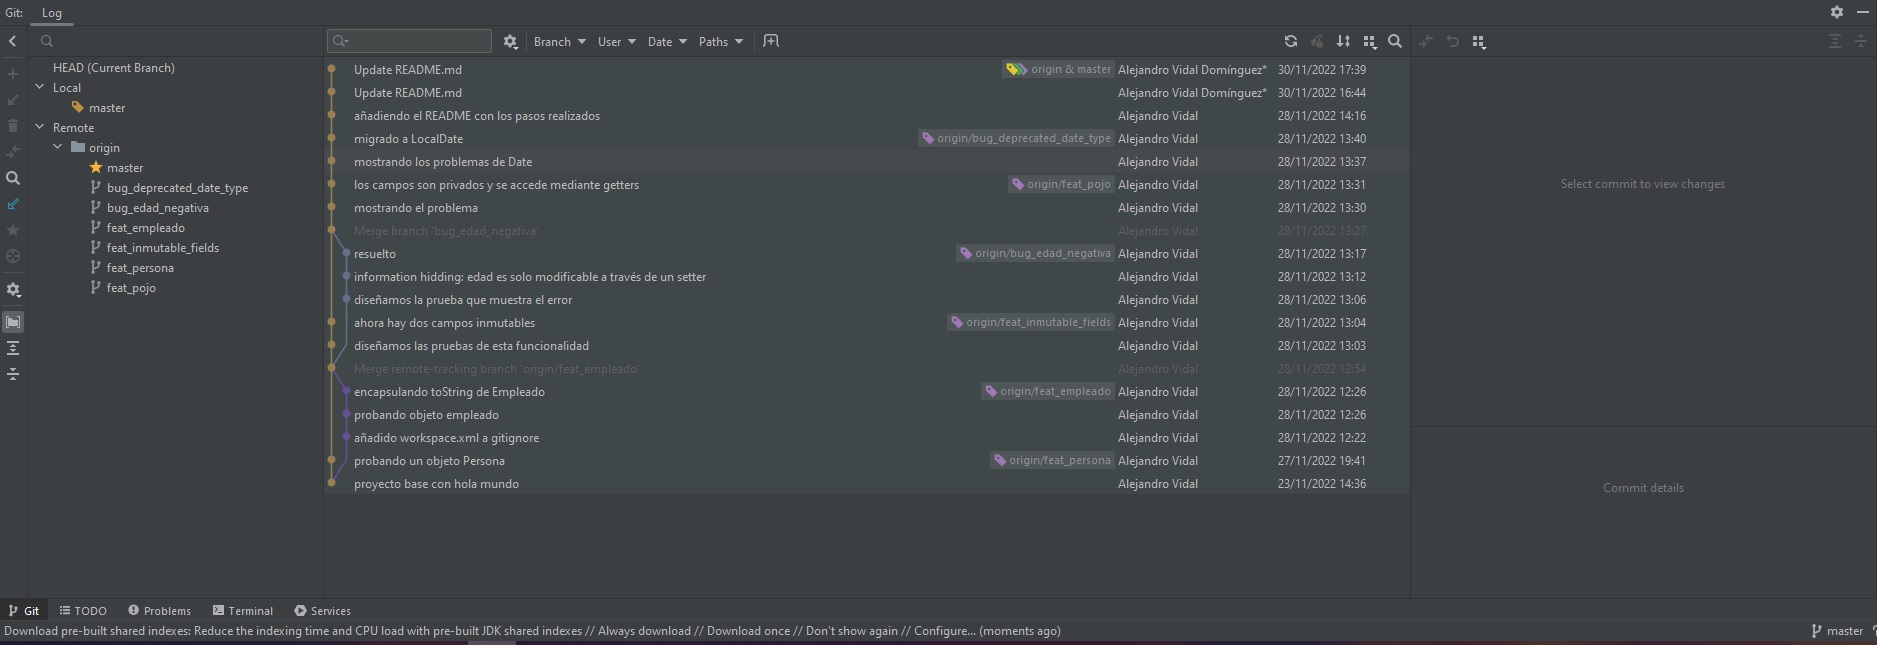 Git: Log
Branch User Date Paths
HEAD (Current Branch)
Local
master
Remote
origin
master
bug_deprecated_date_type
bug_edad_negativa
feat_empleado
feat_inmutable_fields
feat_persona
feat_pojo
Update README.md origin & master Alejandro Vidal Domínguez* 30/11/2022 17:39
Update README.md Alejandro Vidal Domínguez* 30/11/2022 16:44
añadiendo el README con los pasos realizados Alejandro Vidal 28/11/2022 14:16
migrado a LocalDate origin/bug_deprecated_date_type Alejandro Vidal 28/11/2022 13:40
mostrando los problemas de Date Alejandro Vidal 28/11/2022 13:37
los campos son privados y se accede mediante getters origin/feat_pojo Alejandro Vidal 28/11/2022 13:31
mostrando el problema Alejandro Vidal 28/11/2022 13:30
Merge branch 'bug_edad_negativa' Alejandro Vidal 28/11/2022 13:27
resuelto origin/bug_edad_negativa Alejandro Vidal 28/11/2022 13:17
information hidding: edad es solo modificable a través de un setter Alejandro Vidal 28/11/2022 13:12
diseñamos la prueba que muestra el error Alejandro Vidal 28/11/2022 13:06
ahora hay dos campos inmutables origin/feat_inmutable_fields Alejandro Vidal 28/11/2022 13:04
diseñamos las pruebas de esta funcionalidad Alejandro Vidal 28/11/2022 13:03
Merge remote-tracking branch 'origin/feat_empleado' Alejandro Vidal 28/11/2022 12:54
encapsulando toString de Empleado origin/feat_empleado Alejandro Vidal 28/11/2022 12:26
probando objeto empleado Alejandro Vidal 28/11/2022 12:26
añadido workspace.xml a gitignore Alejandro Vidal 28/11/2022 12:22
probando un objeto Persona origin/feat_persona Alejandro Vidal 27/11/2022 19:41
proyecto base con hola mundo Alejandro Vidal 23/11/2022 14:36
Select commit to view changes
Commit details
Git TODO Problems Terminal Services
Download pre-built shared indexes: Reduce the indexing time and CPU load with pre-built JDK shared indexes // Always download // Download once // Don't show again // Configure... (moments ago) master